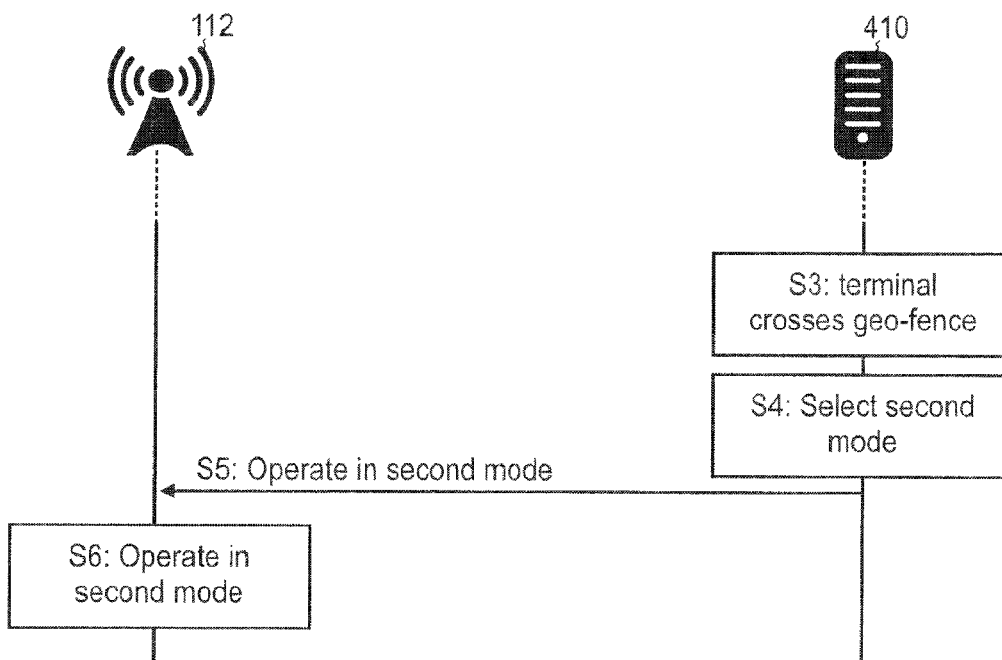 112
410
S3: terminal
crosses geo-fence
S4: Select second
mode
S5: Operate in second mode
S6: Operate in
second mode